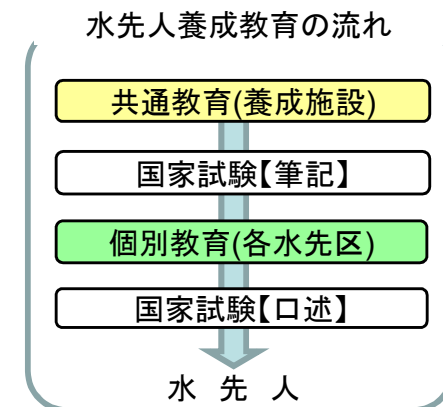 水先人養成教育の流れ
共通教育(養成施設)
国家試験【筆記】
個別教育(各水先区)
国家試験【口述】
水 先 人